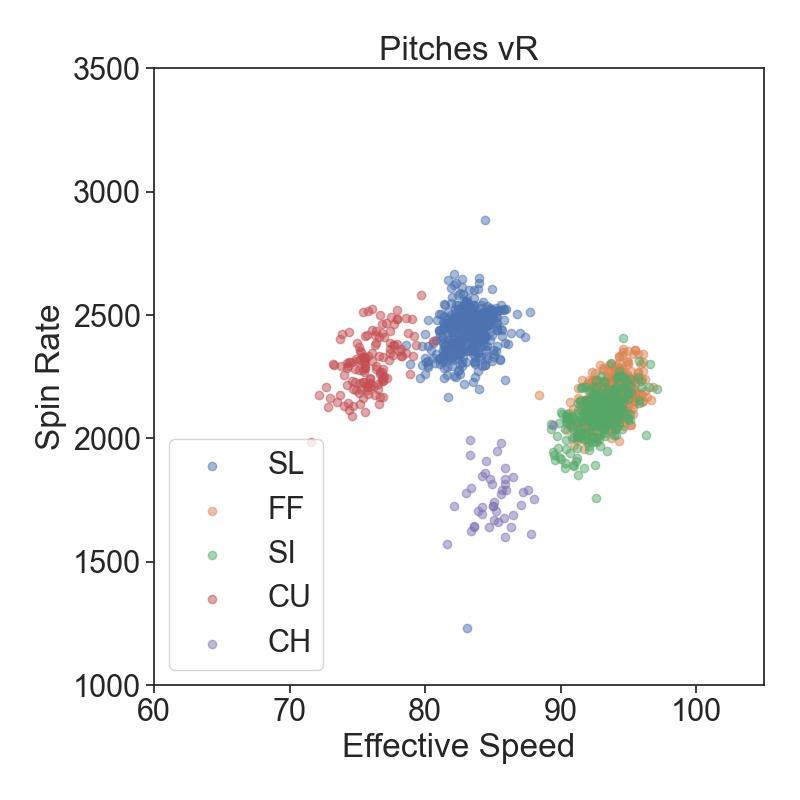 Pitches vR
3500
3000
2500
2000
1500
1000
Spin Rate
SL
FF
SI
CU
CH
60 70 80 90 100
Effective Speed